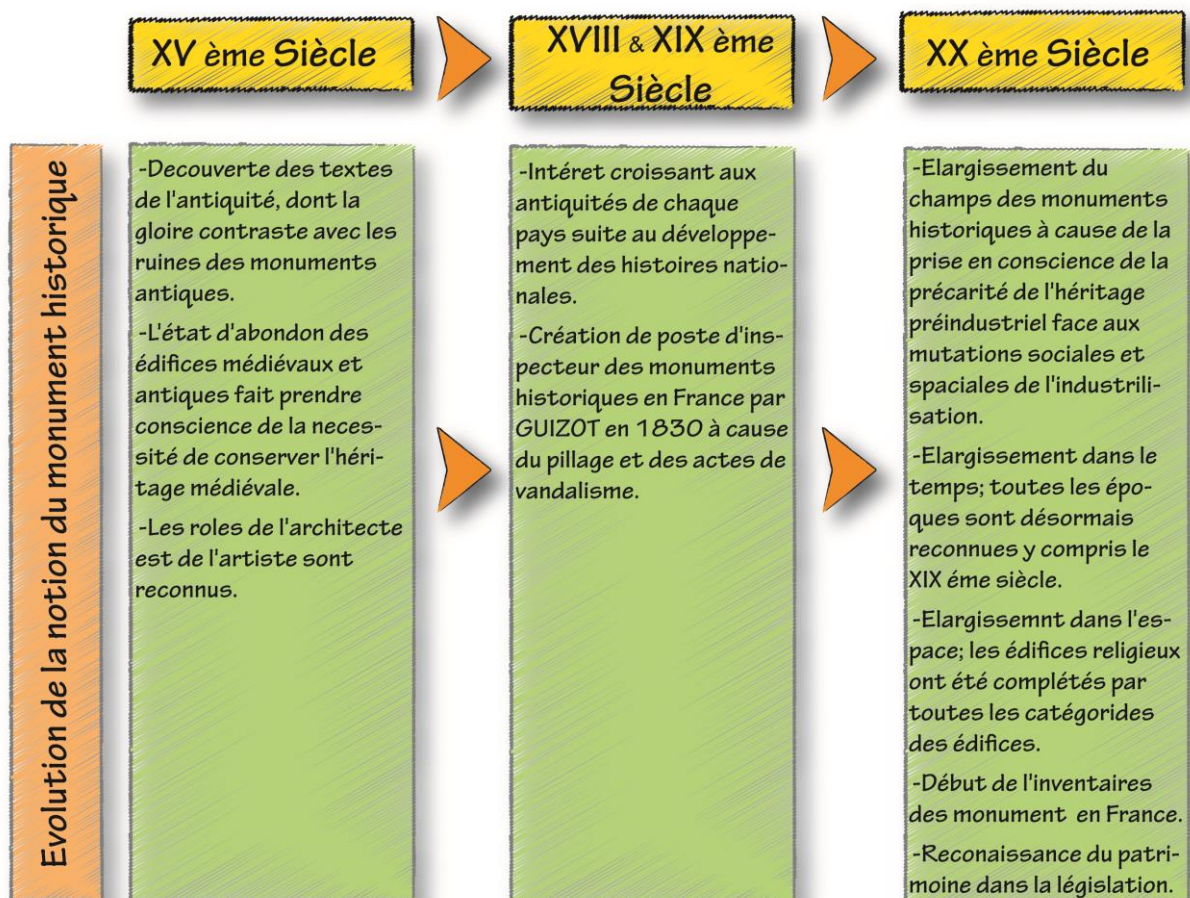 XV ème Siècle
XVIII & XIX ème
Siècle
XX ème Siècle
Evolution de la notion du monument historique
-Decouverte des textes
de l'antiquité, dont la
gloire contraste avec les
ruines des monuments
antiques.
-L'état d'abondon des
édifices médiévaux et
antiques fait prendre
conscience de la neces-
sité de conserver l'héri-
tage médiévale.
-Les roles de l'architecte
est de l'artiste sont
reconnus.
-Intéret croissant aux
antiquités de chaque
pays suite au développe-
ment des histoires natio-
nales.
-Création de poste d'ins-
pecteur des monuments
historiques en France par
GUIZOT en 1830 à cause
du pillage et des actes de
vandalisme.
-Elargissement du
champs des monuments
historiques à cause de la
prise en conscience de la
précarité de l'héritage
préindustriel face aux
mutations sociales et
spaciales de l'industrili-
sation.
-Elargissement dans le
temps; toutes les épo-
ques sont désormais
reconnues y compris le
XIX éme siècle.
-Elargissemnt dans l'es-
pace; les édifices religieux
ont été complétés par
toutes les catégorides
des édifices.
-Début de l'inventaires
des monument en France.
-Reconaissance du patri-
moine dans la législation.